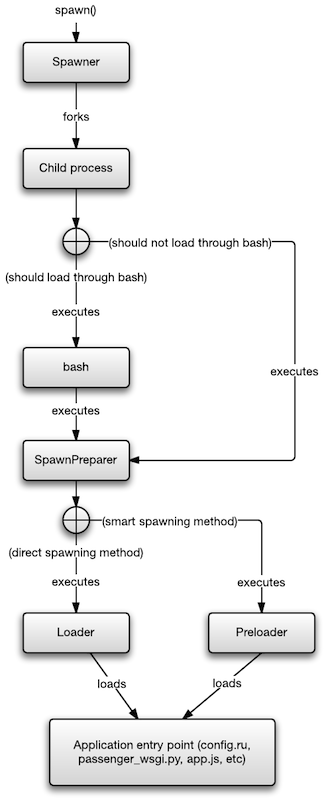 spawn()
Spawner
forks
Child process
(should not load through bash)
(should load through bash)
executes
executes
bash
executes
SpawnPreparer
(smart spawning method)
(direct spawning method)
executes
executes
Loader
Preloader
loads
loads
Application entry point (config.ru,
passenger_wsgi.py, app.js, etc)